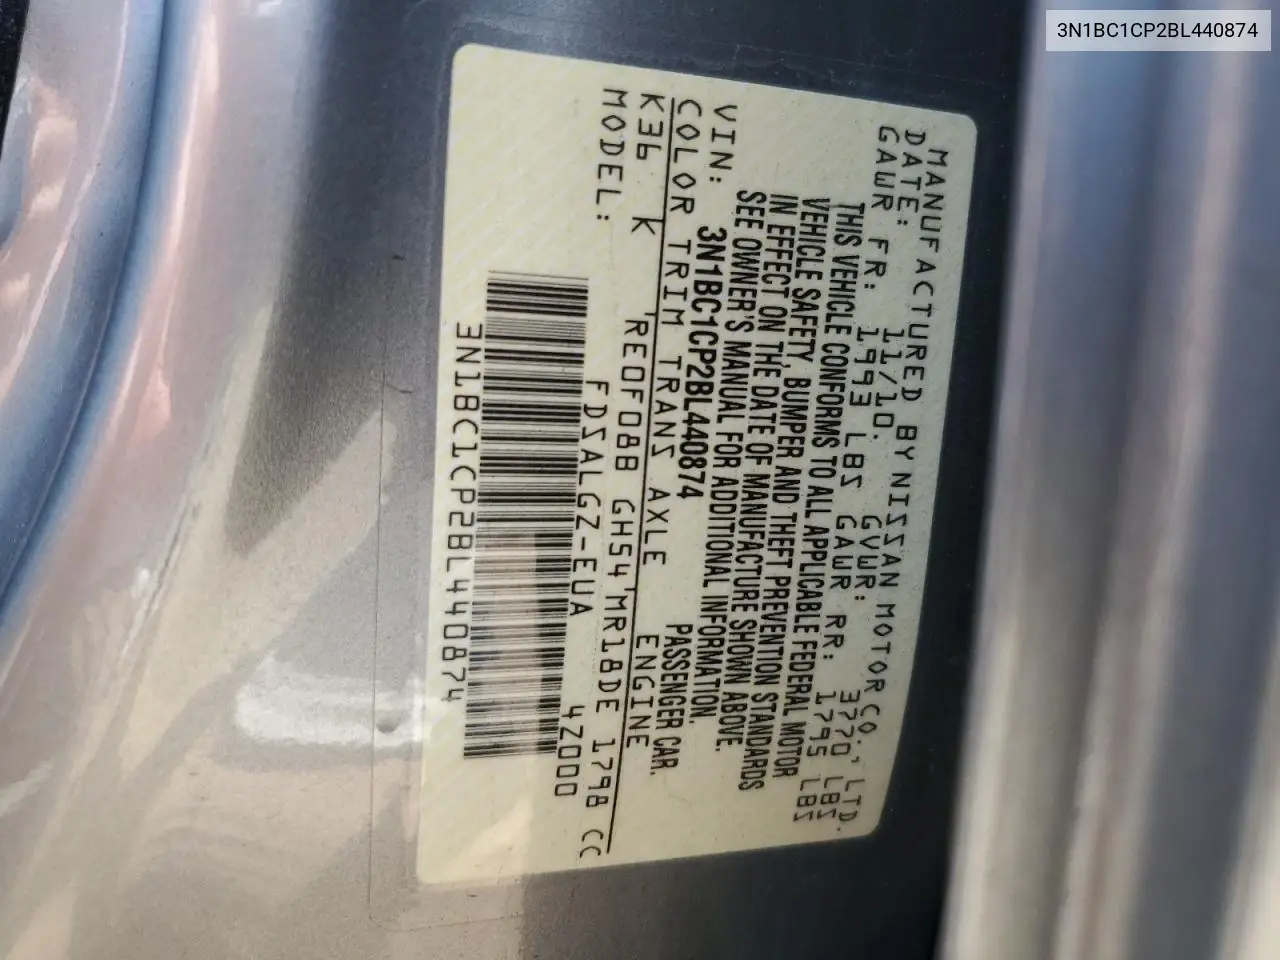 3N1BC1CP2BL440874
MANUFACTURED BY NISSAN MOTOR CO., LTD.
DATE: 11/10. GVWR: 3770 LBS
GAWR FR: 1993 LBS GAWR RR: 1795 LBS
THIS VEHICLE CONFORMS TO ALL APPLICABLE FEDERAL MOTOR
VEHICLE SAFETY, BUMPER AND THEFT PREVENTION STANDARDS
IN EFFECT ON THE DATE OF MANUFACTURE SHOWN ABOVE.
SEE OWNER'S MANUAL FOR ADDITIONAL INFORMATION.
VIN: 3N1BC1CP2BL440874 PASSENGER CAR.
COLOR TRIM TRANS AXLE ENGINE
K36 K RE0F08B GH54 MR18DE 1798 CC
MODEL: FDSALGZ-EUA 4Z000
3N1BC1CP2BL440874